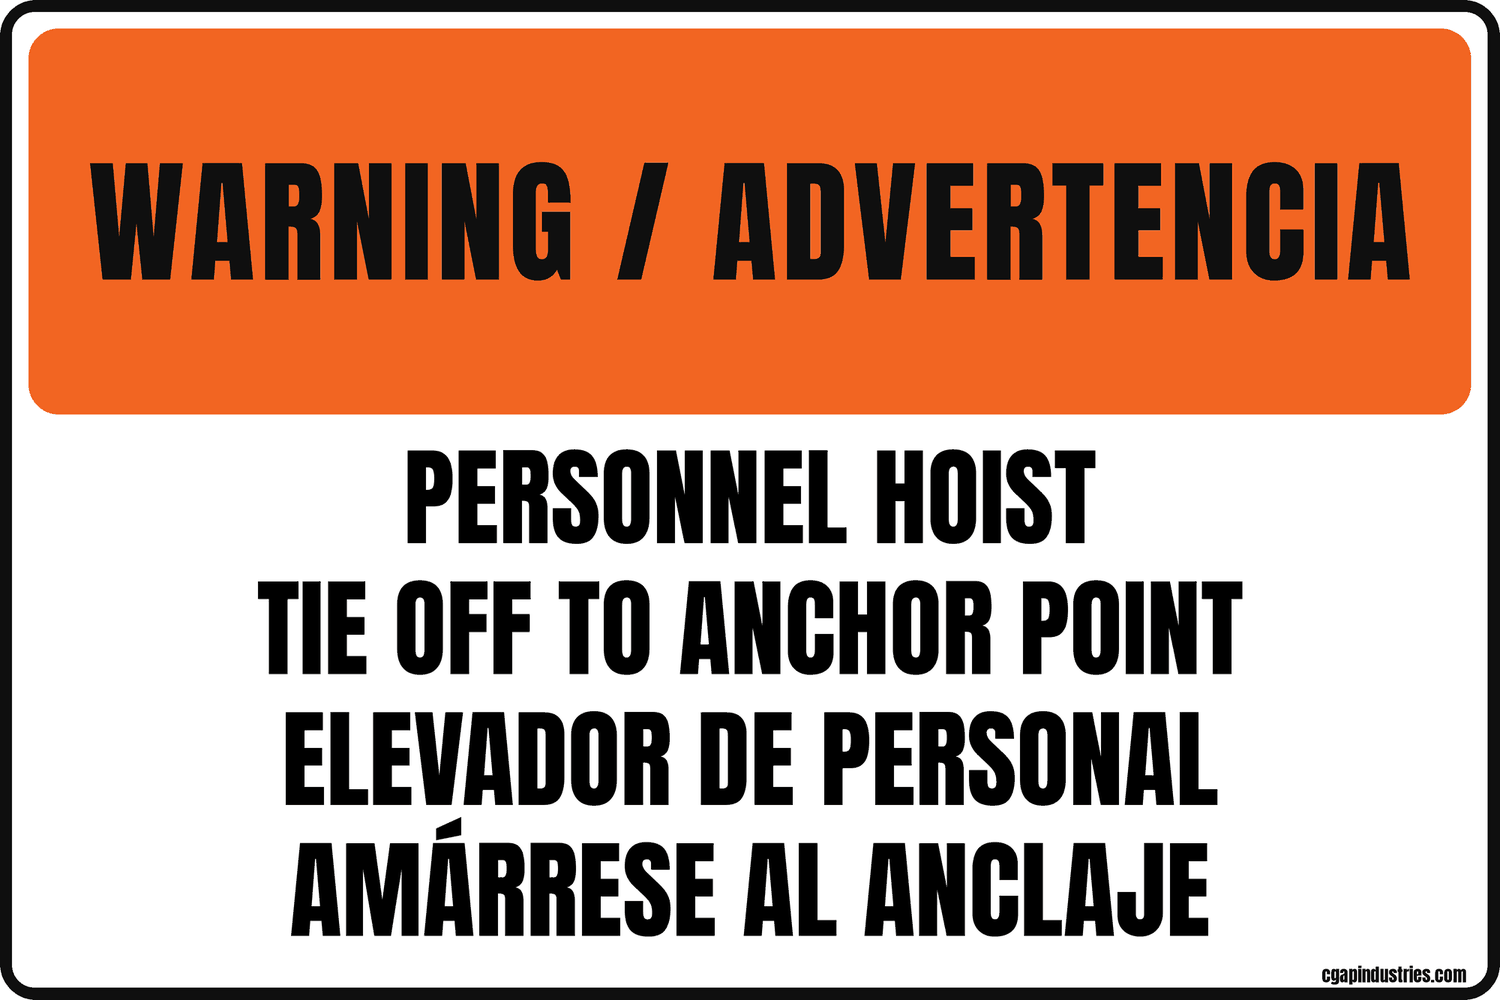 WARNING / ADVERTENCIA
PERSONNEL HOIST
TIE OFF TO ANCHOR POINT
ELEVADOR DE PERSONAL
AMÁRRESE AL ANCLAJE
cgapindustries.com